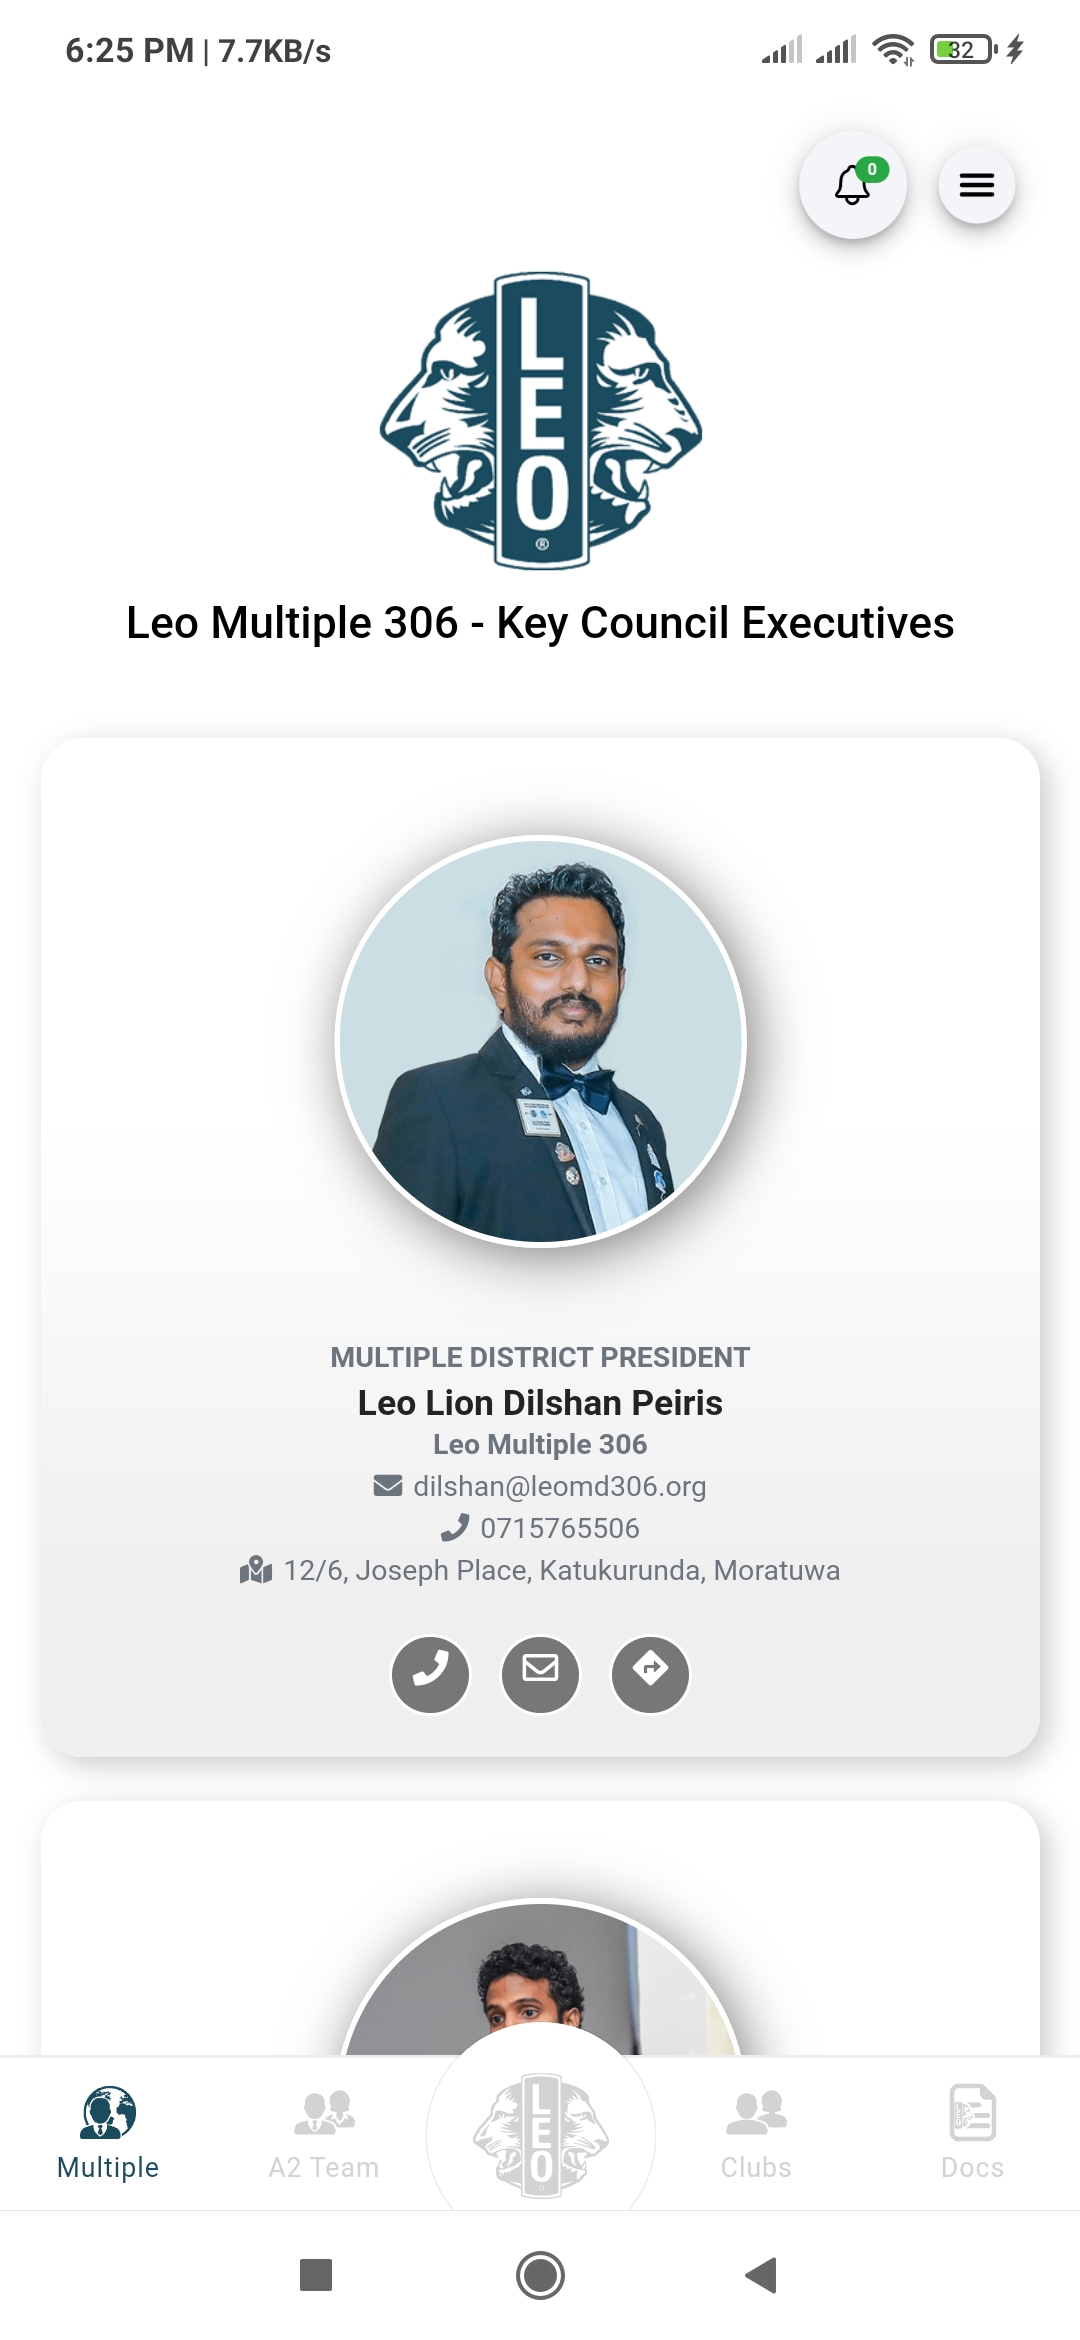 6:25 PM | 7.7KB/s
32
0
L
E
O
®
Leo Multiple 306 - Key Council Executives
MULTIPLE DISTRICT PRESIDENT
Leo Lion Dilshan Peiris
Leo Multiple 306
dilshan@leomd306.org
0715765506
12/6, Joseph Place, Katukurunda, Moratuwa
L
E
O
Multiple
A2 Team
Clubs
Docs